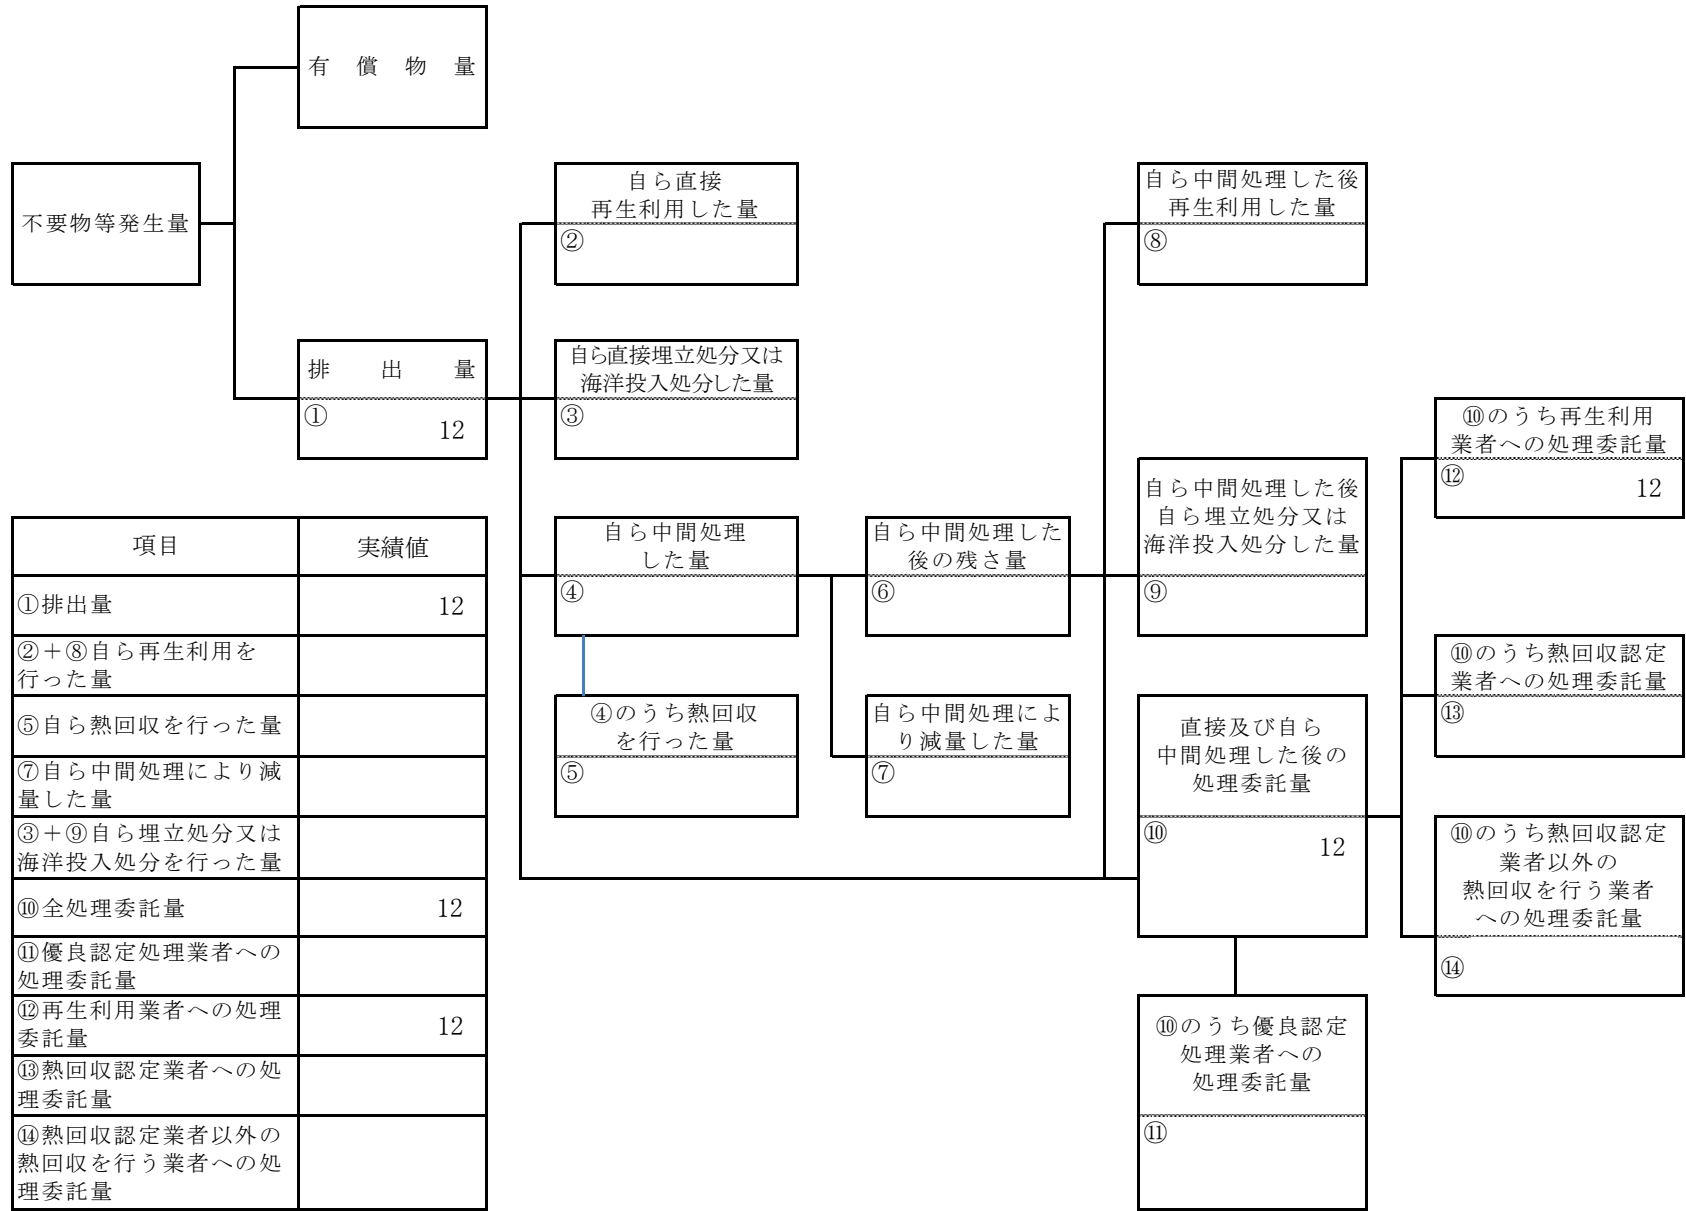 有償物量
不要物等発生量
排出量
①
12
自ら直接
再生利用した量
②
自ら直接埋立処分又は
海洋投入処分した量
③
自ら中間処理
した量
④
④のうち熱回収
を行った量
⑤
自ら中間処理した
後の残さ量
⑥
自ら中間処理によ
り減量した量
⑦
自ら中間処理した後
再生利用した量
⑧
自ら中間処理した後
自ら埋立処分又は
海洋投入処分した量
⑨
直接及び自ら
中間処理した後の
処理委託量
⑩
12
⑩のうち優良認定
処理業者への
処理委託量
⑪
⑩のうち再生利用
業者への処理委託量
⑫
12
⑩のうち熱回収認定
業者への処理委託量
⑬
⑩のうち熱回収認定
業者以外の
熱回収を行う業者
への処理委託量
⑭
項目 実績値
①排出量 12
②+⑧自ら再生利用を
行った量
⑤自ら熱回収を行った量
⑦自ら中間処理により減
量した量
③+⑨自ら埋立処分又は
海洋投入処分を行った量
⑩全処理委託量 12
⑪優良認定処理業者への
処理委託量
⑫再生利用業者への処理
委託量
12
⑬熱回収認定業者への処
理委託量
⑭熱回収認定業者以外の
熱回収を行う業者への処
理委託量